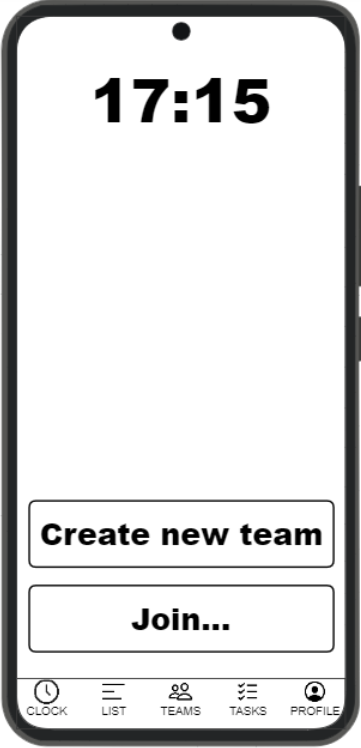 17:15
Create new team
Join...
CLOCK LIST TEAMS TASKS PROFILE